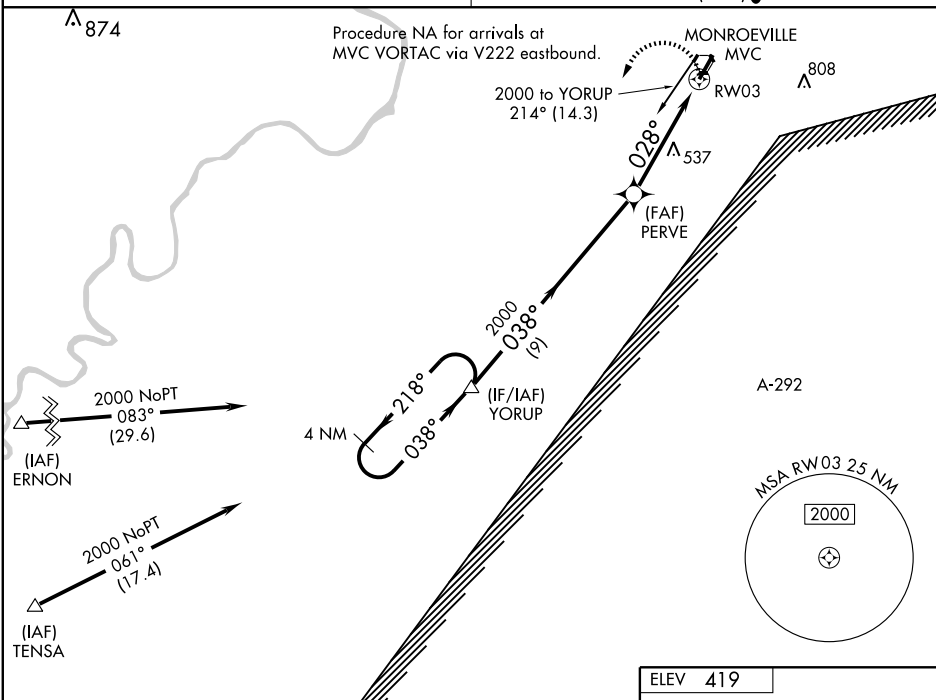 874
Procedure NA for arrivals at
MVC VORTAC via V222 eastbound.
MONROEVILLE
MVC
RW03
808
2000 to YORUP
214° (14.3)
028°
537
(FAF)
PERVE
2000
038°
(9)
(IF/IAF)
YORUP
218°
038°
4 NM
A-292
2000 NoPT
083°
(29.6)
(IAF)
ERNON
2000 NoPT
061°
(17.4)
(IAF)
TENSA
MSA RW03 25 NM
2000
ELEV 419